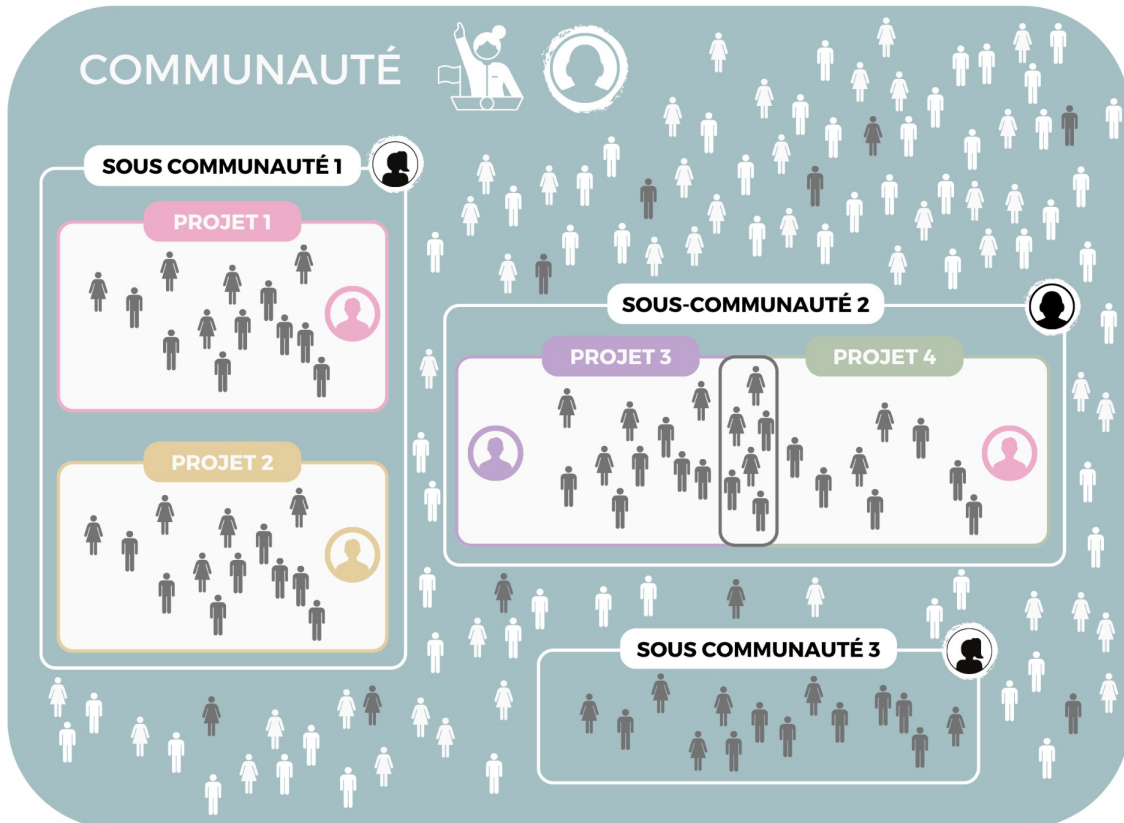 COMMUNAUTÉ
SOUS COMMUNAUTÉ 1
PROJET 1
PROJET 2
SOUS-COMMUNAUTÉ 2
PROJET 3
PROJET 4
SOUS COMMUNAUTÉ 3